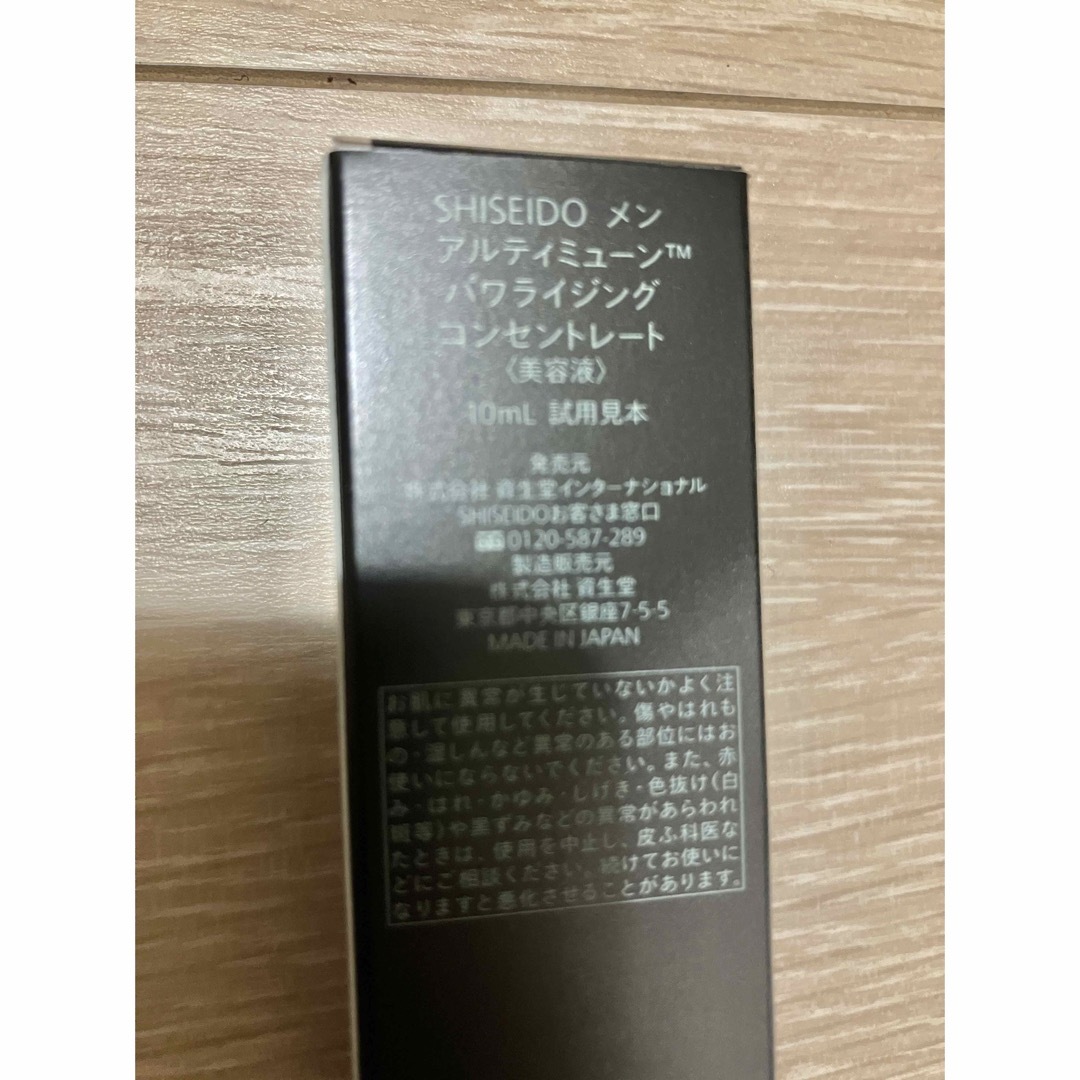 SHISEIDO メン
アルティミューン™
パワライジング
コンセントレート
〈美容液〉
10mL 試用見本
発売元
株式会社 資生堂インターナショナル
SHISEIDOお客さま窓口
0120-587-289
製造販売元
株式会社 資生堂
東京都中央区銀座7-5-5
MADE IN JAPAN
お肌に異常が生じていないかよく注
意して使用してください。傷やはれも
の・湿しんなど異常のある部位にはお
使いにならないでください。また、赤
み・はれ・かゆみ・しげき・色抜け(白
斑等)や黒ずみなどの異常があらわれ
たときは、使用を中止し、皮ふ科医な
どにご相談ください。続けてお使いに
なりますと悪化させることがあります。